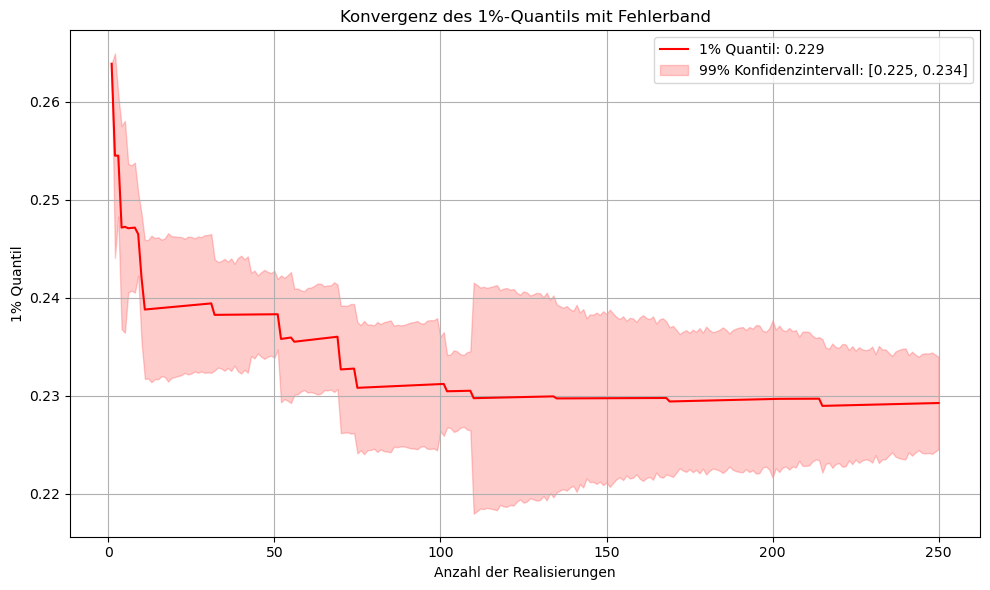 Konvergenz des 1%-Quantils mit Fehlerband
1% Quantil: 0.229
99% Konfidenzintervall: [0.225, 0.234]
1% Quantil
0.26
0.25
0.24
0.23
0.22
0
50
100
150
200
250
Anzahl der Realisierungen